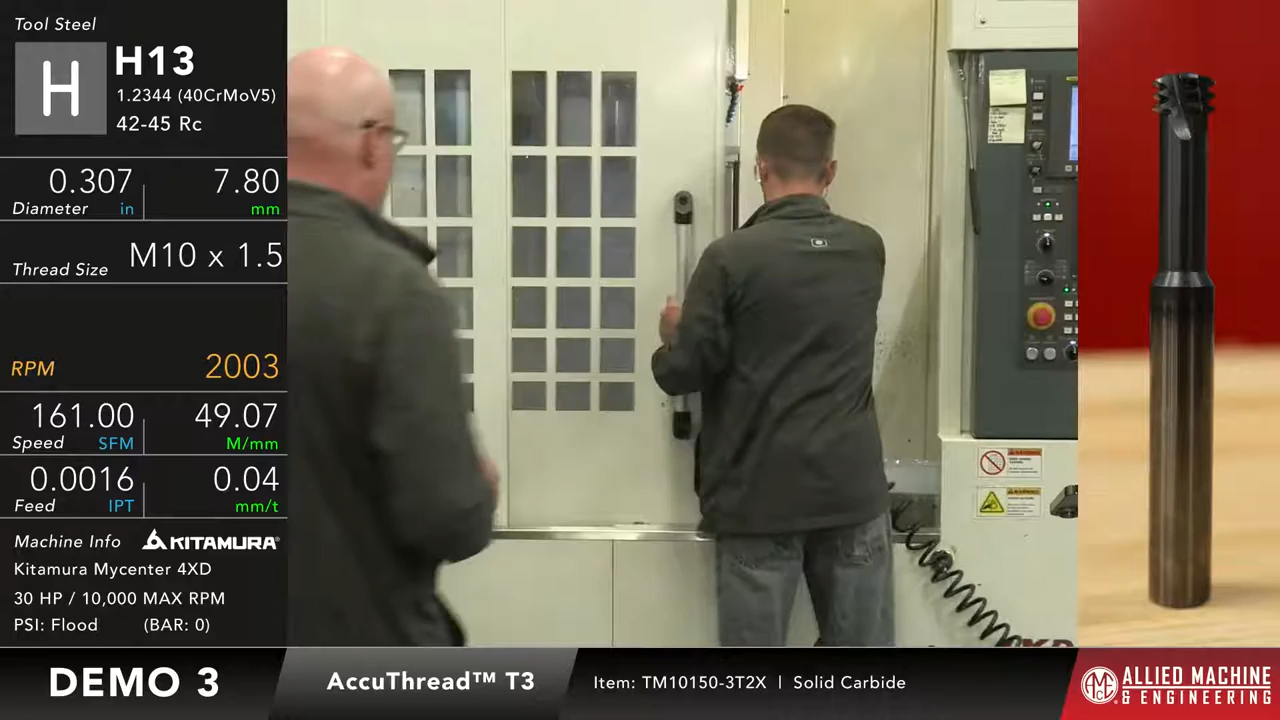 Tool Steel
H
H13
1.2344 (40CrMoV5)
42-45 Rc
0.307 7.80
Diameter in mm
Thread Size M10 x 1.5
RPM 2003
161.00 49.07
Speed SFM M/mm
0.0016 0.04
Feed IPT mm/t
Machine Info KITAMURA®
Kitamura Mycenter 4XD
30 HP / 10,000 MAX RPM
PSI: Flood (BAR: 0)
DEMO 3
AccuThread™ T3
Item: TM10150-3T2X | Solid Carbide
ALLIED MACHINE
& ENGINEERING